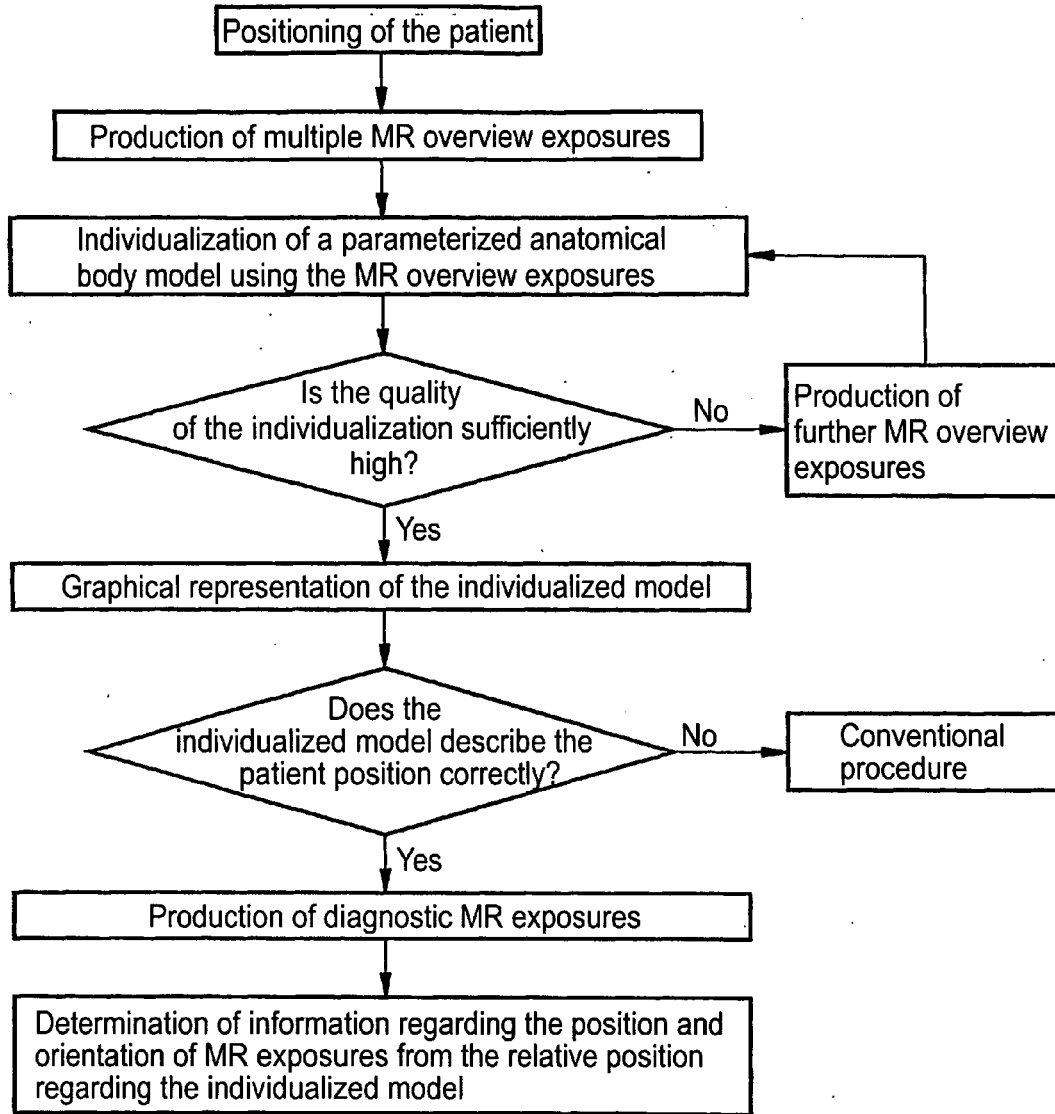 Positioning of the patient
Production of multiple MR overview exposures
Individualization of a parameterized anatomical
body model using the MR overview exposures
Is the quality
of the individualization sufficiently
high?
No
Production of
further MR overview
exposures
Yes
Graphical representation of the individualized model
Does the
individualized model describe the
patient position correctly?
No
Conventional
procedure
Yes
Production of diagnostic MR exposures
Determination of information regarding the position and
orientation of MR exposures from the relative position
regarding the individualized model